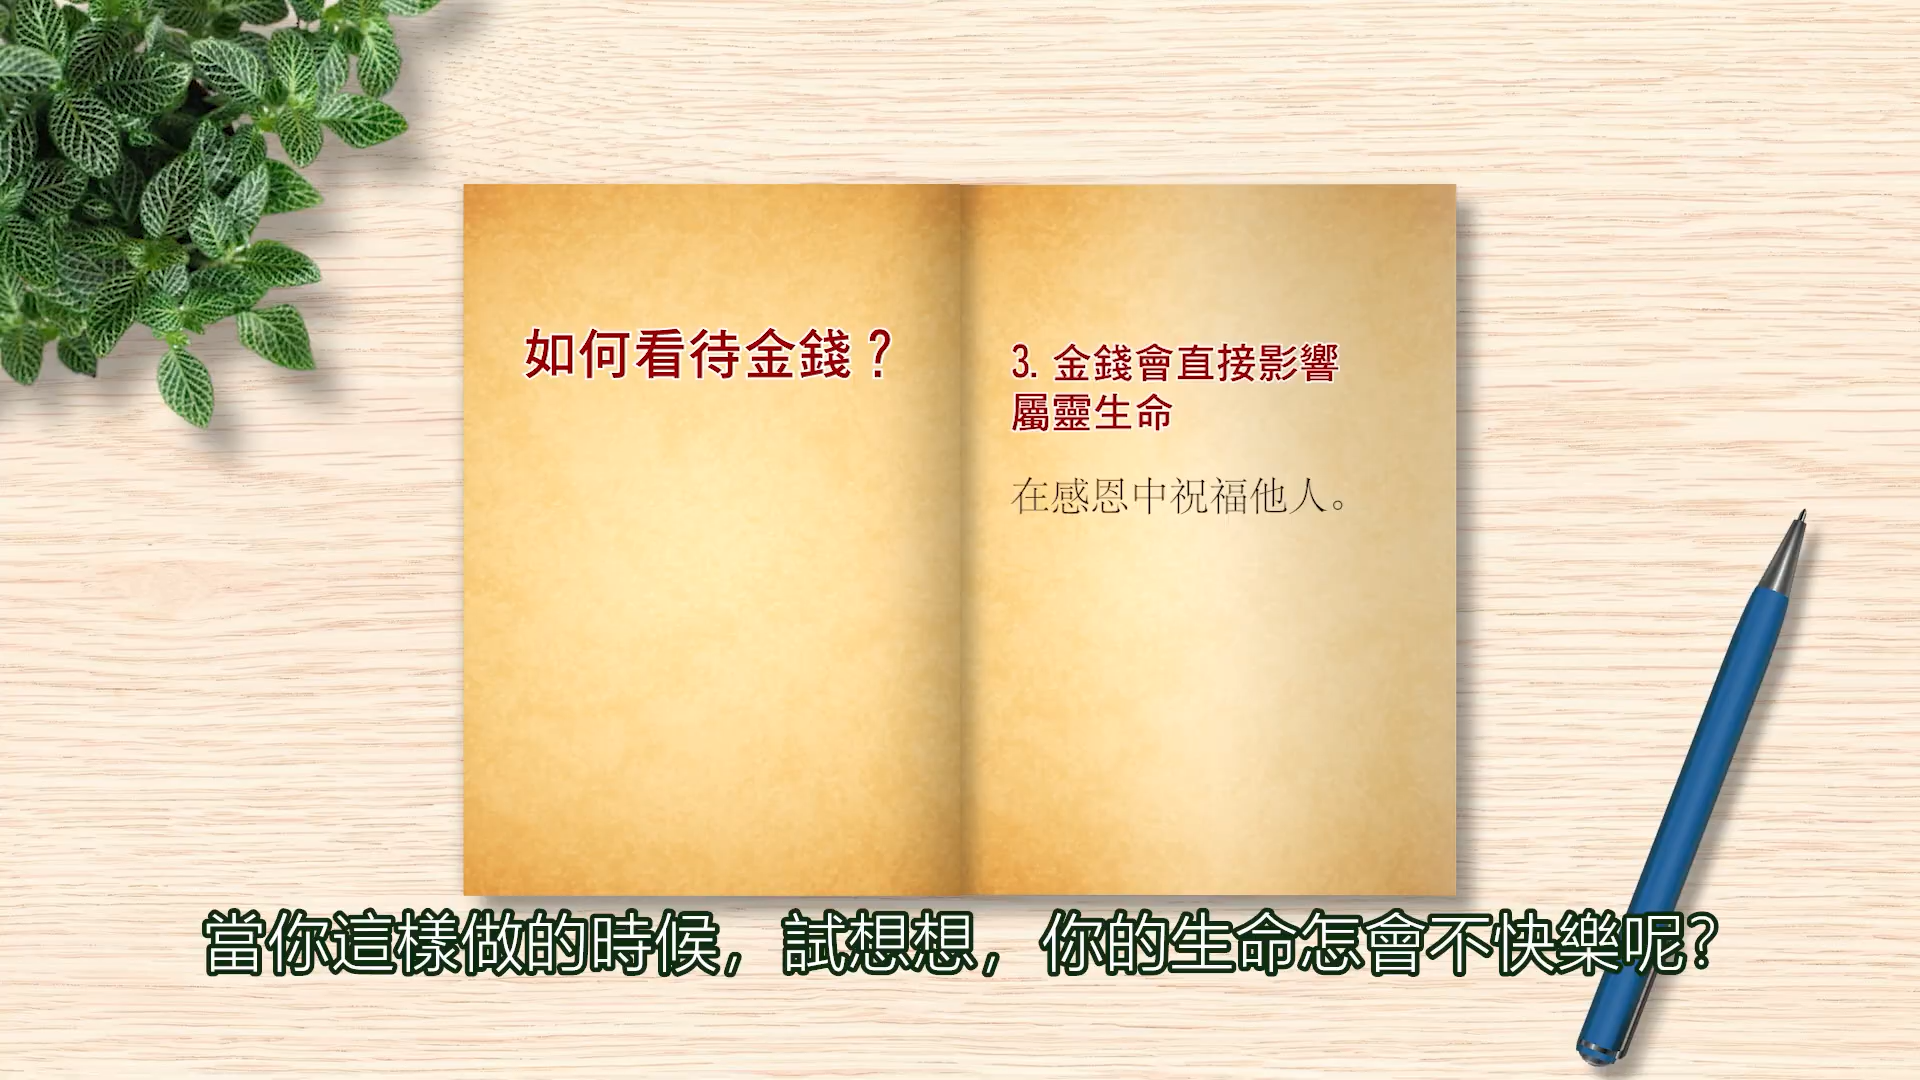 如何看待金錢？
3. 金錢會直接影響
屬靈生命
在感恩中祝福他人。
當你這樣做的時候，試想想，你的生命怎會不快樂呢?